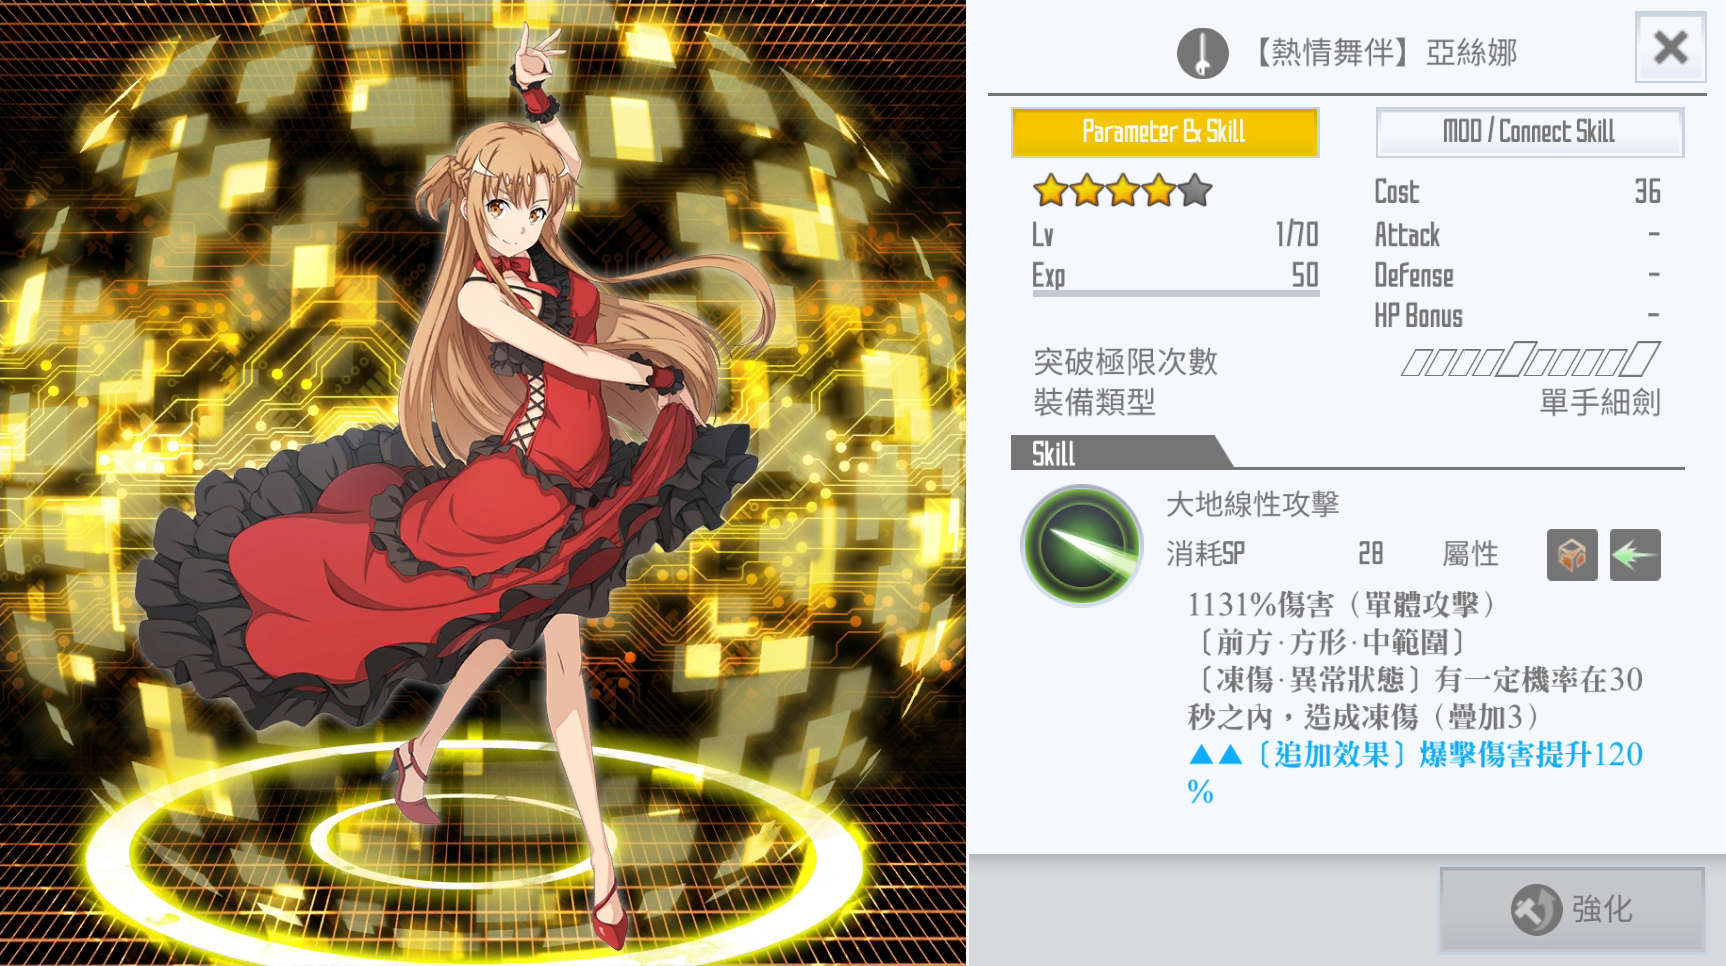 【熱情舞伴】亞絲娜
Parameter & Skill
MOD / Connect Skill
Lv 1/70
Exp 50
Cost 36
Attack -
Defense -
HP Bonus -
突破極限次數
裝備類型 單手細劍
Skill
大地線性攻擊
消耗SP 28 屬性
1131%傷害（單體攻擊）
〔前方·方形·中範圍〕
〔凍傷·異常狀態〕有一定機率在30
秒之內，造成凍傷（疊加3）
▲▲〔追加效果〕爆擊傷害提升120
%
強化